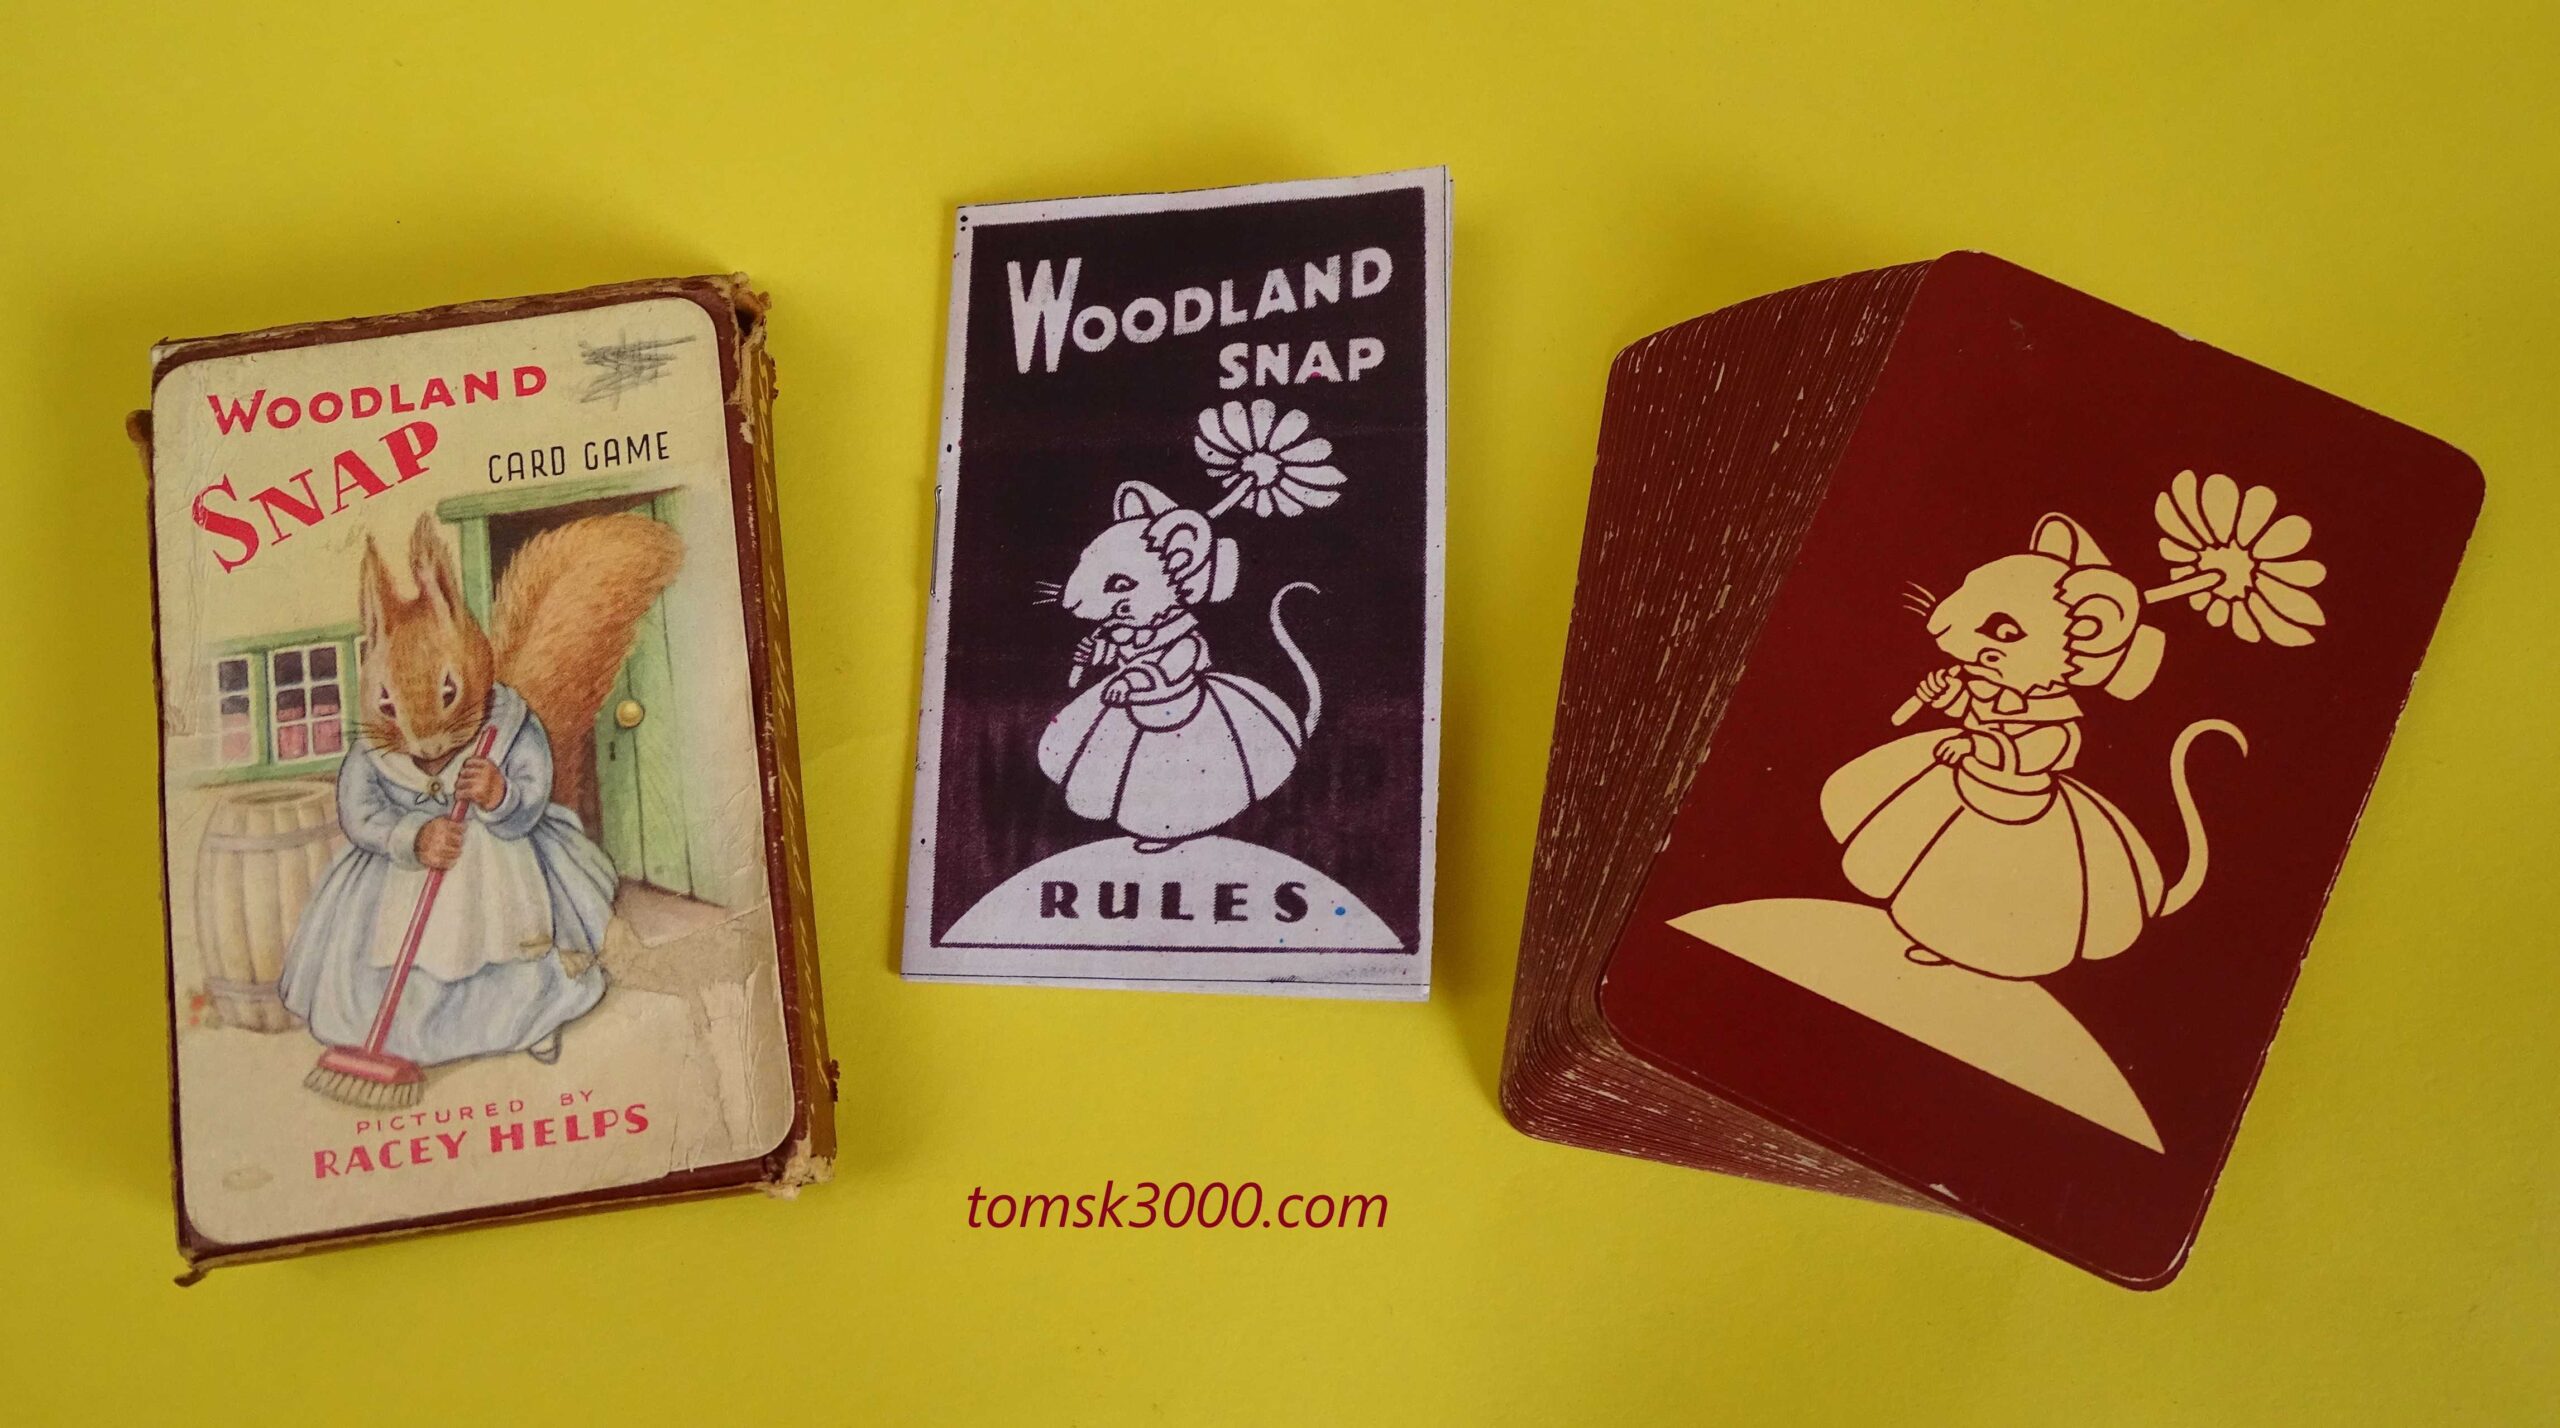 WOODLAND
SNAP
CARD GAME
PICTURED BY
RACEY HELPS
WOODLAND
SNAP
RULES
tomsk3000.com